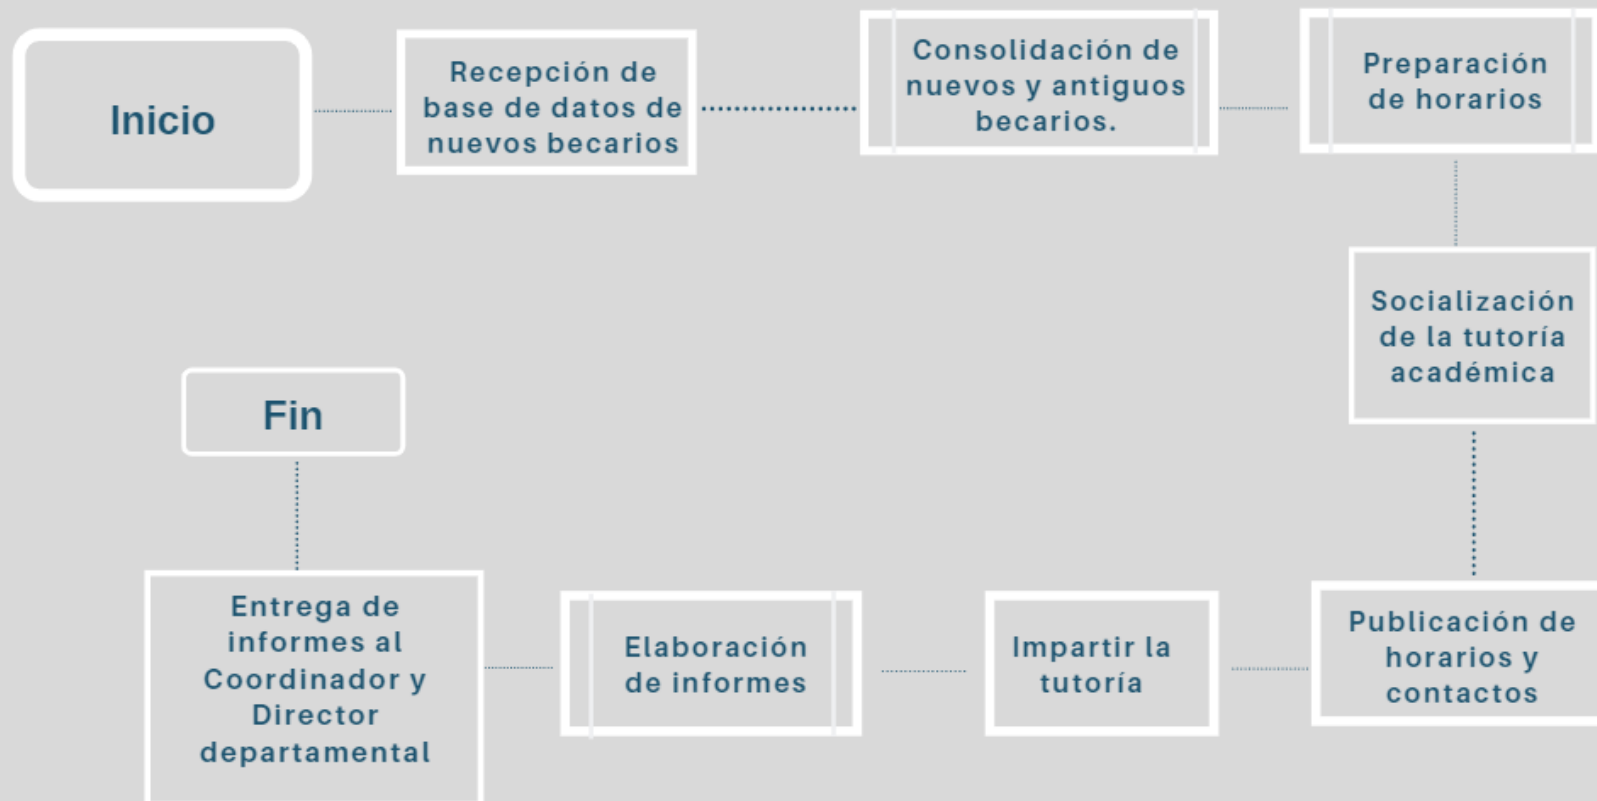 Inicio
Recepción de
base de datos de
nuevos becarios
Consolidación de
nuevos y antiguos
becarios.
Preparación
de horarios
Socialización
de la tutoría
académica
Publicación de
horarios y
contactos
Impartir la
tutoría
Elaboración
de informes
Entrega de
informes al
Coordinador y
Director
departamental
Fin